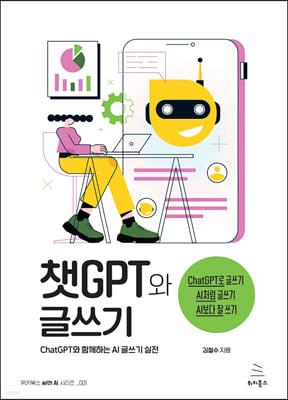 챗GPT와
글쓰기
ChatGPT와 함께하는 AI 글쓰기 실전
ChatGPT로 글쓰기
AI처럼 글쓰기
AI보다 잘 쓰기
김철수 지음
위키북스 with AI 시리즈 _001
위키북스